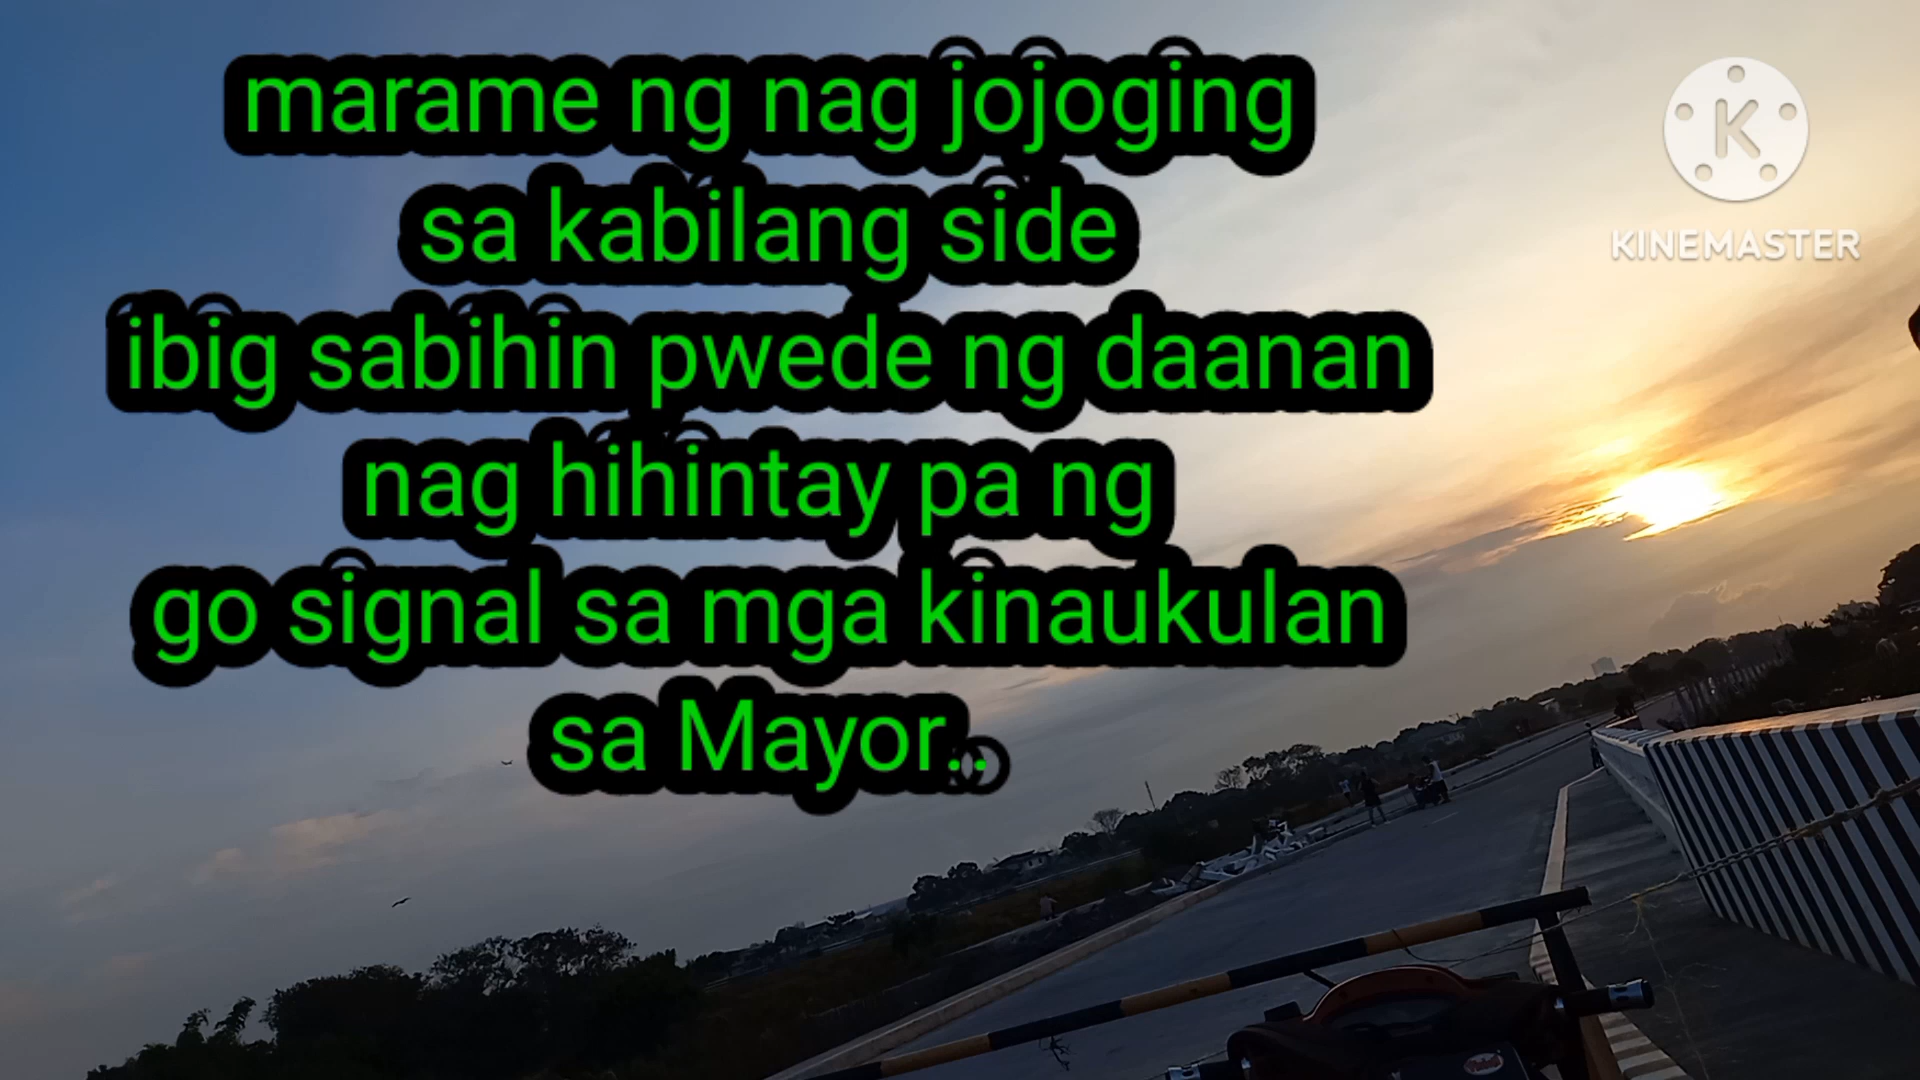 marame ng nag jojoging
sa kabilang side
ibig sabihin pwede ng daanan
nag hihintay pa ng
go signal sa mga kinaukulan
sa Mayor..
K
KINEMASTER